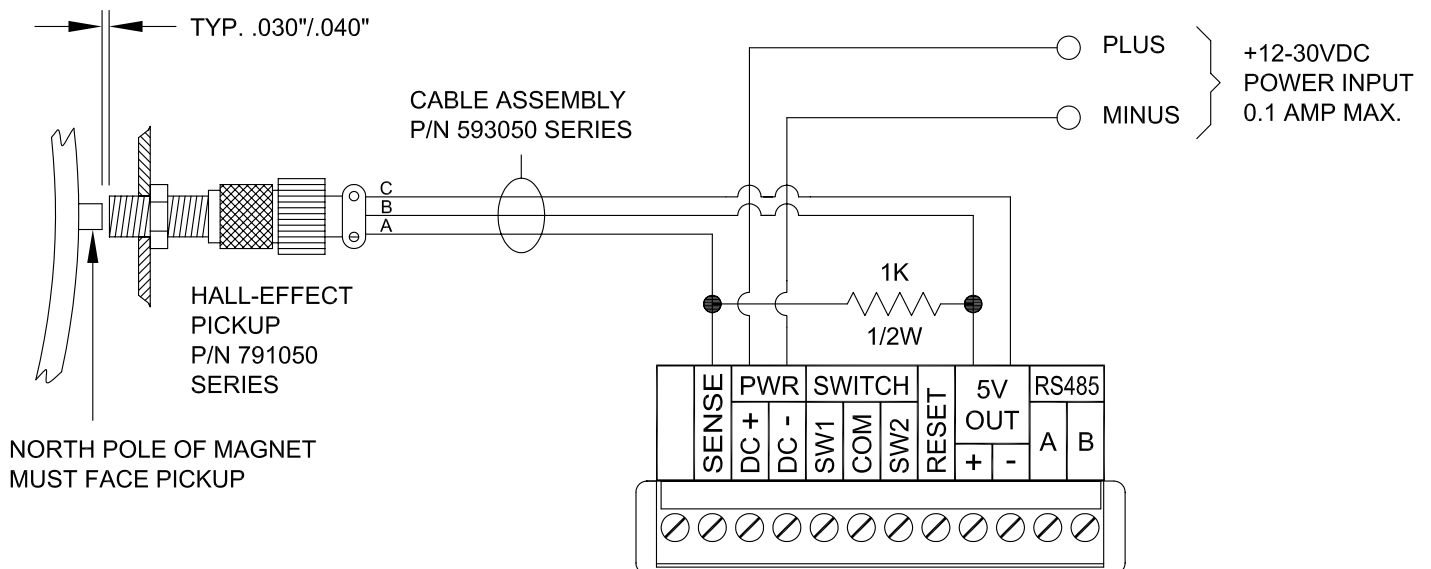 TYP. .030"/.040"
PLUS
MINUS
+12-30VDC
POWER INPUT
0.1 AMP MAX.
CABLE ASSEMBLY
P/N 593050 SERIES
C
B
A
HALL-EFFECT
PICKUP
P/N 791050
SERIES
1K
1/2W
NORTH POLE OF MAGNET
MUST FACE PICKUP
SENSE
PWR
DC +
DC -
SWITCH
SW1
COM
SW2
RESET
5V
OUT
+
-
RS485
A
B